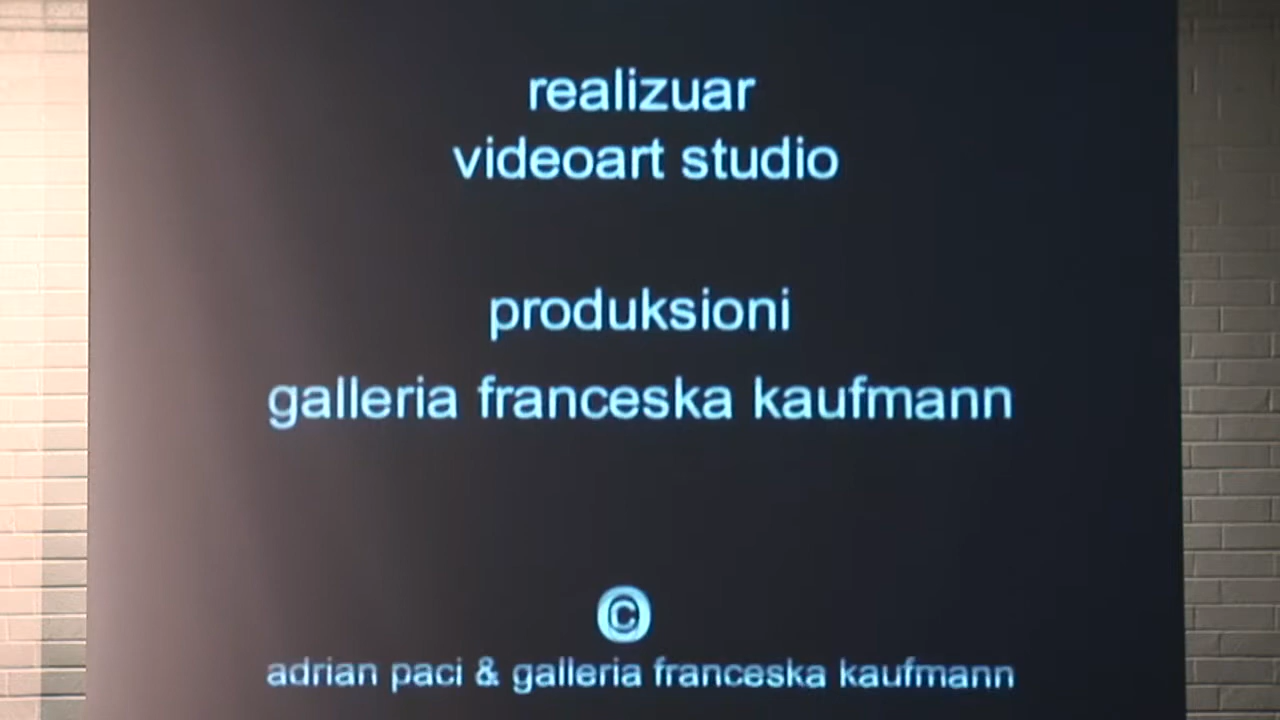 realizuar
videoart studio
produksioni
galleria franceska kaufmann
©
adrian paci & galleria franceska kaufmann